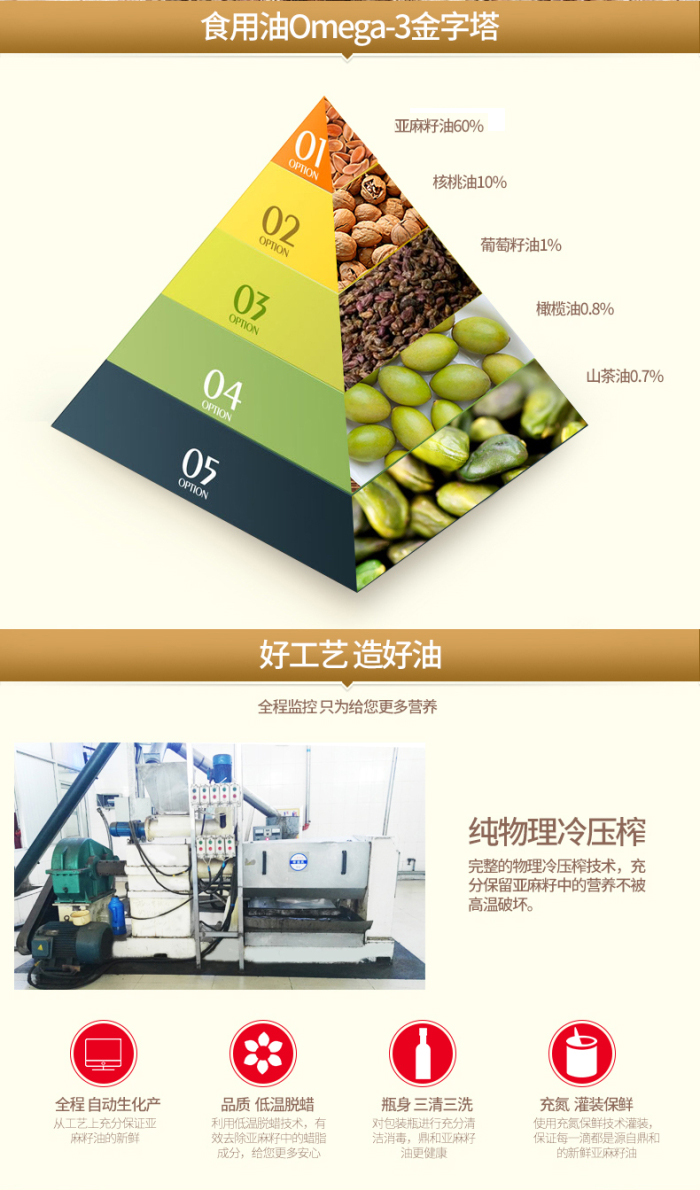 食用油Omega-3金字塔
亚麻籽油60%
01
OPTION
核桃油10%
02
OPTION
葡萄籽油1%
03
OPTION
橄榄油0.8%
04
OPTION
山茶油0.7%
05
OPTION
好工艺 造好油
全程监控 只为给您更多营养
纯物理冷压榨
完整的物理冷压榨技术，充
分保留亚麻籽中的营养不被
高温破坏。
全程 自动生化产
从工艺上充分保证亚
麻籽油的新鲜
品质 低温脱蜡
利用低温脱蜡技术，有
效去除亚麻籽中的蜡脂
成分，给您更多安心
瓶身 三清三洗
对包装瓶进行充分清
洁消毒，鼎和亚麻籽
油更健康
充氮 灌装保鲜
使用充氮保鲜技术灌装，
保证每一滴都是源自鼎和
的新鲜亚麻籽油